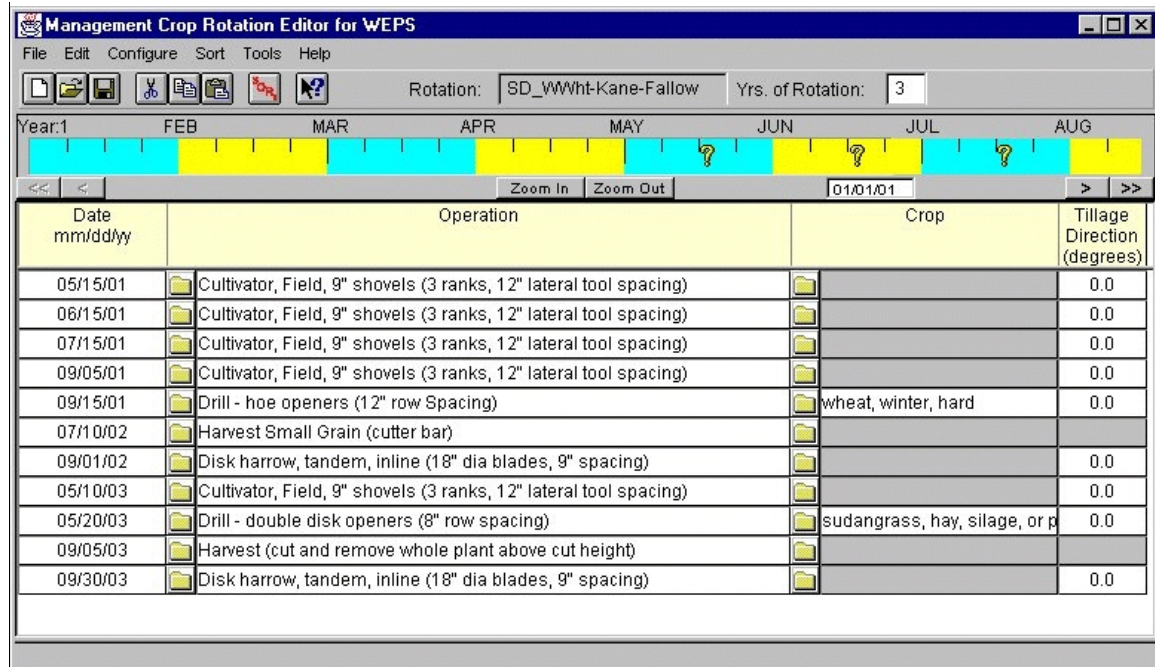 Management Crop Rotation Editor for WEPS
File Edit Configure Sort Tools Help
Rotation: SD_WWht-Kane-Fallow Yrs. of Rotation: 3
Year:1 FEB MAR APR MAY JUN JUL AUG
<< < Zoom In Zoom Out 01/01/01 > >>
Date Operation Crop Tillage
mm/dd/yy Direction
(degrees)
05/15/01 Cultivator, Field, 9" shovels (3 ranks, 12" lateral tool spacing) 0.0
06/15/01 Cultivator, Field, 9" shovels (3 ranks, 12" lateral tool spacing) 0.0
07/15/01 Cultivator, Field, 9" shovels (3 ranks, 12" lateral tool spacing) 0.0
09/05/01 Cultivator, Field, 9" shovels (3 ranks, 12" lateral tool spacing) 0.0
09/15/01 Drill - hoe openers (12" row Spacing) wheat, winter, hard 0.0
07/10/02 Harvest Small Grain (cutter bar)
09/01/02 Disk harrow, tandem, inline (18" dia blades, 9" spacing) 0.0
05/10/03 Cultivator, Field, 9" shovels (3 ranks, 12" lateral tool spacing) 0.0
05/20/03 Drill - double disk openers (8" row spacing) sudangrass, hay, silage, or p 0.0
09/05/03 Harvest (cut and remove whole plant above cut height)
09/30/03 Disk harrow, tandem, inline (18" dia blades, 9" spacing) 0.0